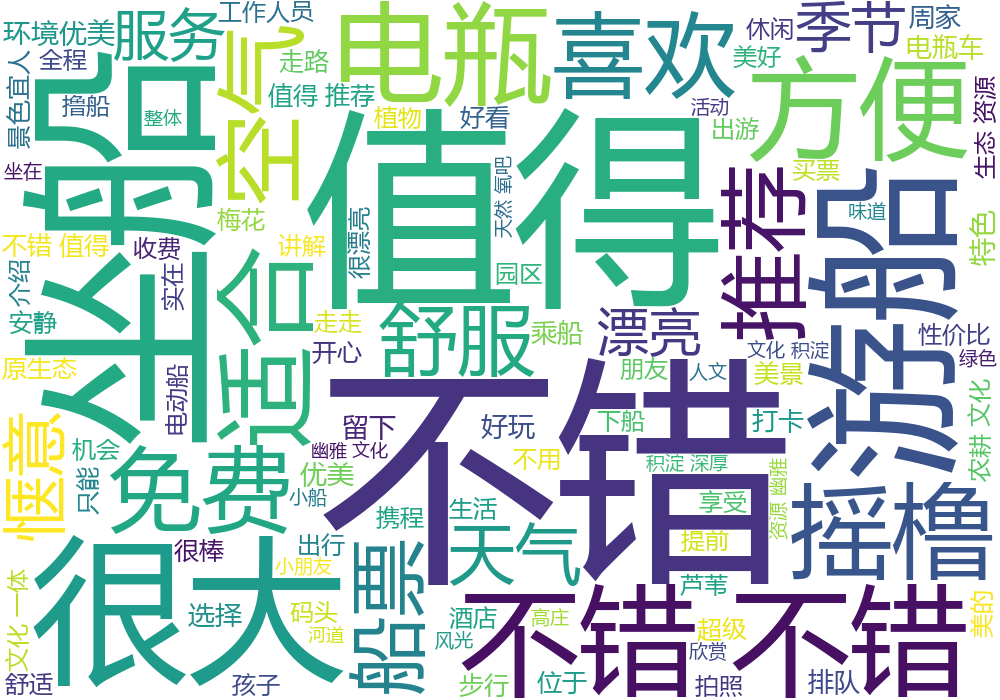 环境优美
服务
工作人员
空气
电瓶
喜欢
休闲
季节
周家
全程
走路
美好
电瓶车
景色宜人
坐船
撸船
整体
值得 推荐
植物
好看
活动
出游
方便
生态 资源
坐在
值得
天然 氧吧
推荐
买票
味道
游船
特色
梅花
很漂亮
不错 值得
收费
讲解
园区
介绍
实在
适合
安静
走走
舒服
乘船
漂亮
性价比
原生态
电动船
开心
朋友
人文
文化 积淀
美景
绿色
农耕 文化
惬意
机会
免费
留下
幽雅 文化
好玩
不错
下船
打卡
只能
优美
小船
不用
积淀 深厚
资源 幽雅
摇橹
携程
生活
享受
很大
很棒
出行
船票
天气
提前
小朋友
芦苇
文化 一体
选择
码头
河道
酒店
风光
不错 不错
高庄
超级
欣赏
美的
舒适
孩子
步行
位于
拍照
排队